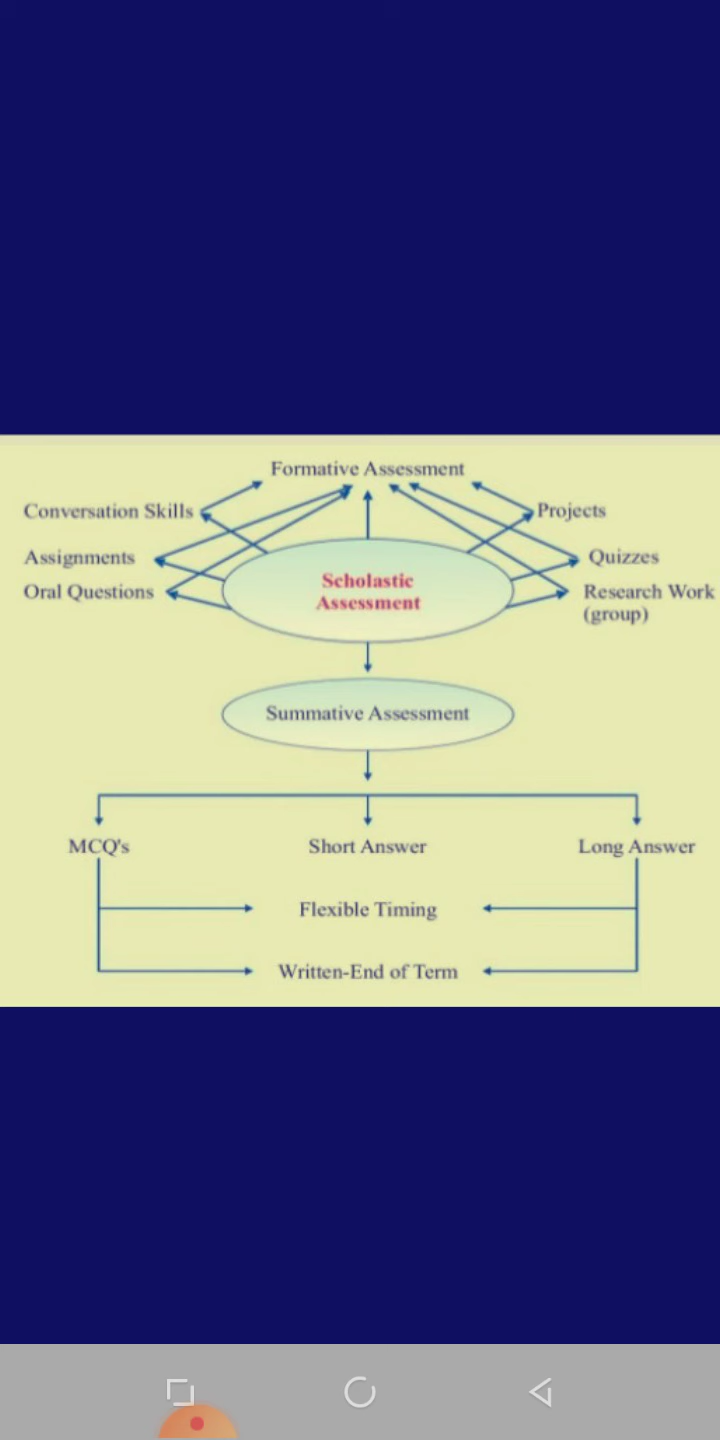 Formative Assessment
Conversation Skills
Projects
Assignments
Quizzes
Oral Questions
Scholastic
Assessment
Research Work
(group)
Summative Assessment
MCQ's
Short Answer
Long Answer
Flexible Timing
Written-End of Term